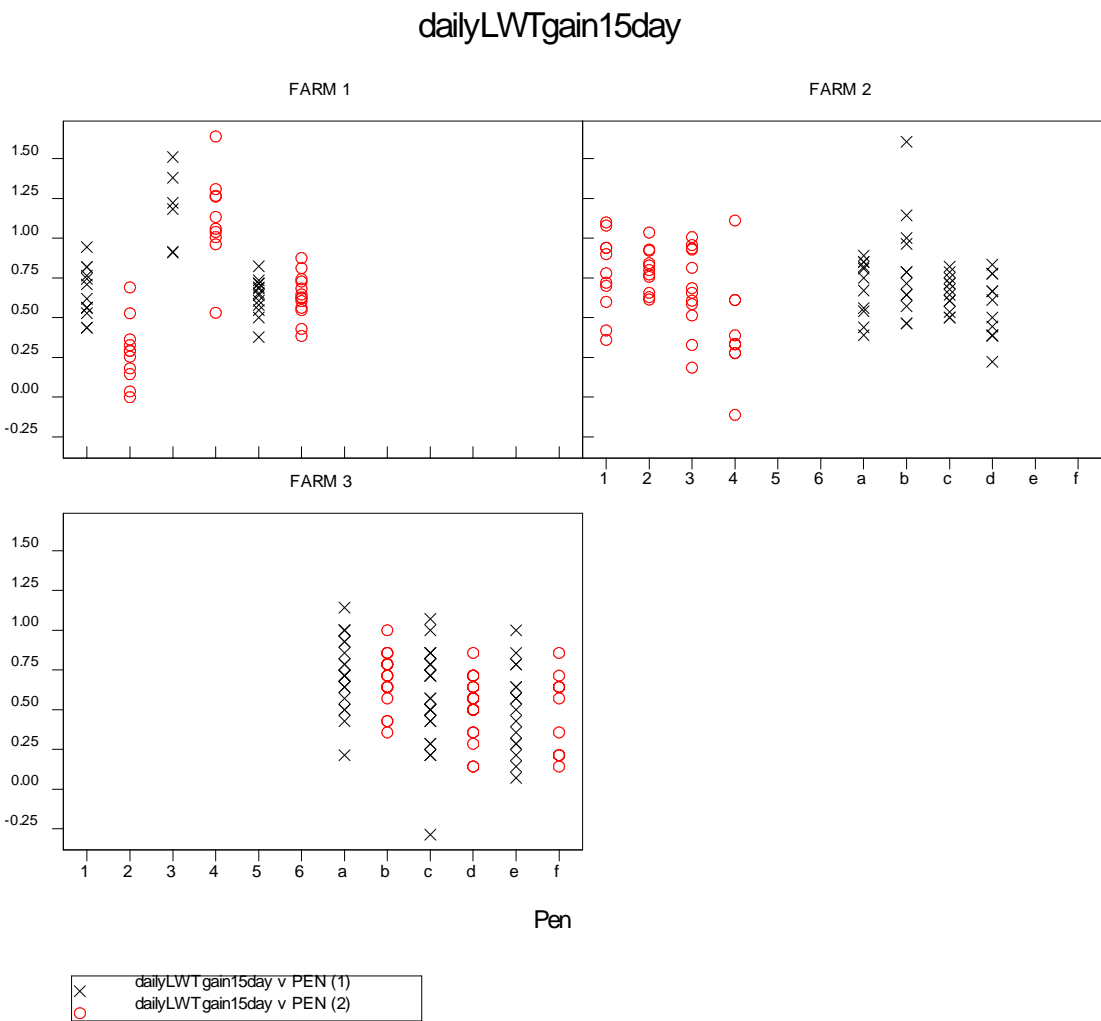 dailyLWTgain15day
FARM 1
FARM 2
1.50
1.25
1.00
0.75
0.50
0.25
0.00
-0.25
1 2 3 4 5 6 a b c d e f
FARM 3
1.50
1.25
1.00
0.75
0.50
0.25
0.00
-0.25
1 2 3 4 5 6 a b c d e f
Pen
dailyLWTgain15day v PEN (1)
dailyLWTgain15day v PEN (2)